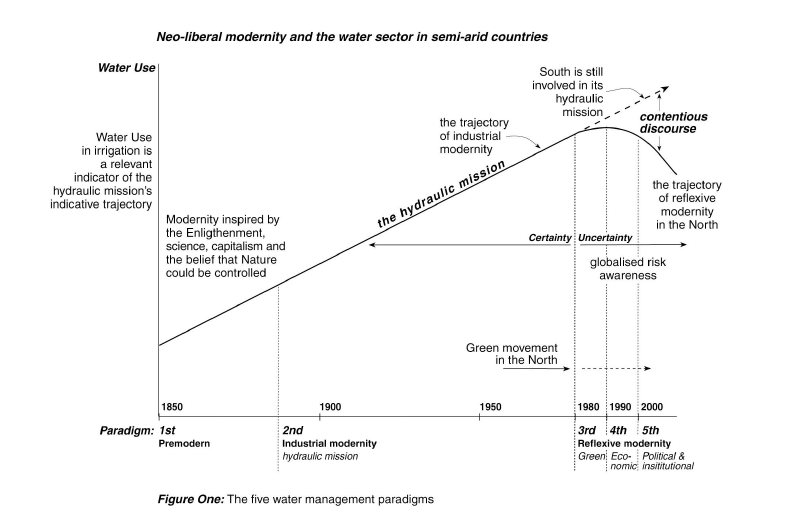 Neo-liberal modernity and the water sector in semi-arid countries
Water Use
South is still
involved in its
hydraulic
mission
contentious
discourse
the trajectory
of industrial
modernity
Water Use
in irrigation is
a relevant
indicator of the
hydraulic mission's
indicative trajectory
the hydraulic mission
the trajectory
of reflexive
modernity
in the North
Modernity inspired by
the Enligthenment,
science, capitalism and
the belief that Nature
could be controlled
Certainty Uncertainty
globalised risk
awareness
Green movement
in the North
1850 1900 1950 1980 1990 2000
Paradigm: 1st 2nd 3rd 4th 5th
Premodern Industrial modernity Reflexive modernity
hydraulic mission Green Eco- Political &
nomic insititutional
Figure One: The five water management paradigms